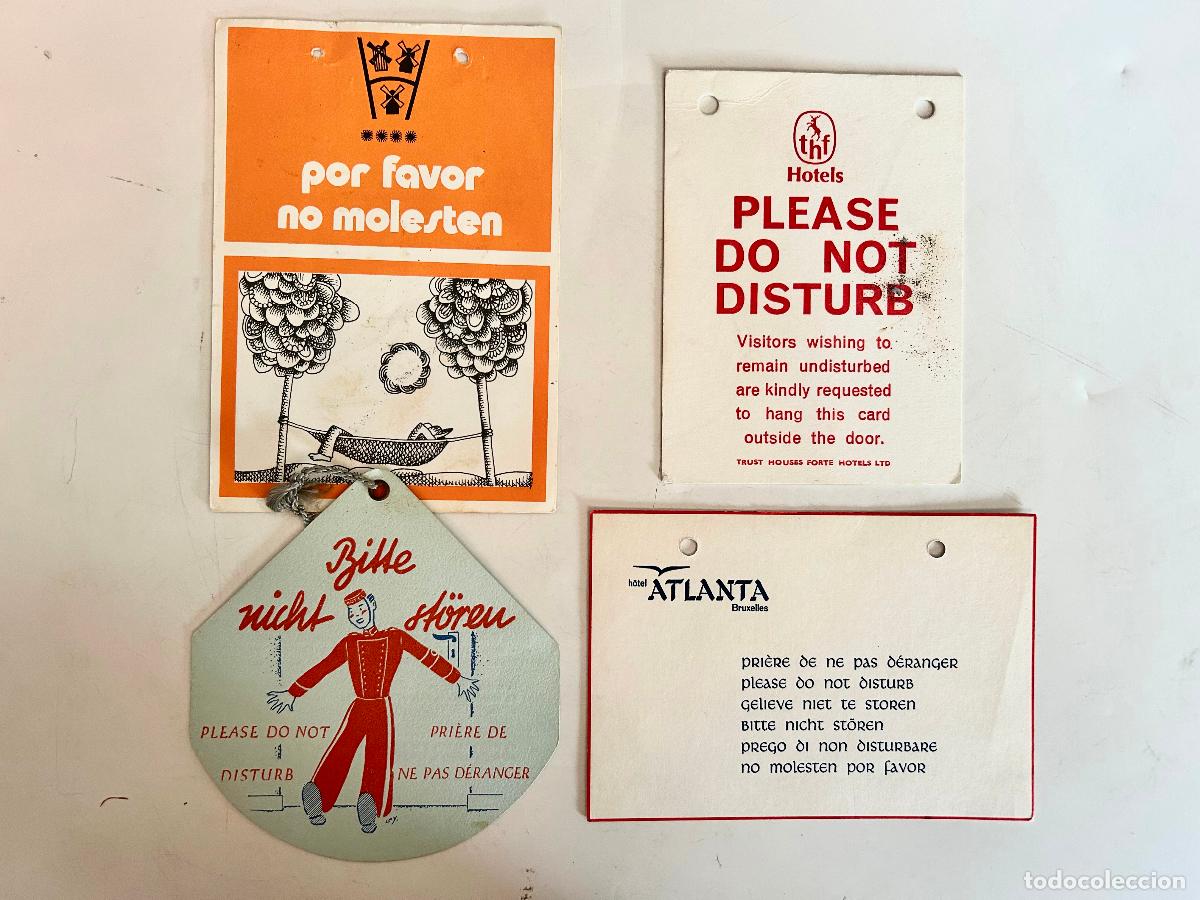 por favor
no molesten
thf
Hotels
PLEASE
DO NOT
DISTURB
Visitors wishing to
remain undisturbed
are kindly requested
to hang this card
outside the door.
TRUST HOUSES FORTE HOTELS LTD
Bitte
nicht stören
PLEASE DO NOT
DISTURB
PRIÈRE DE
NE PAS DÉRANGER
hôtel ATLANTA
Bruxelles
prière de ne pas déranger
please do not disturb
gelieve niet te storen
bitte nicht stören
prego di non disturbare
no molesten por favor
todocoleccion